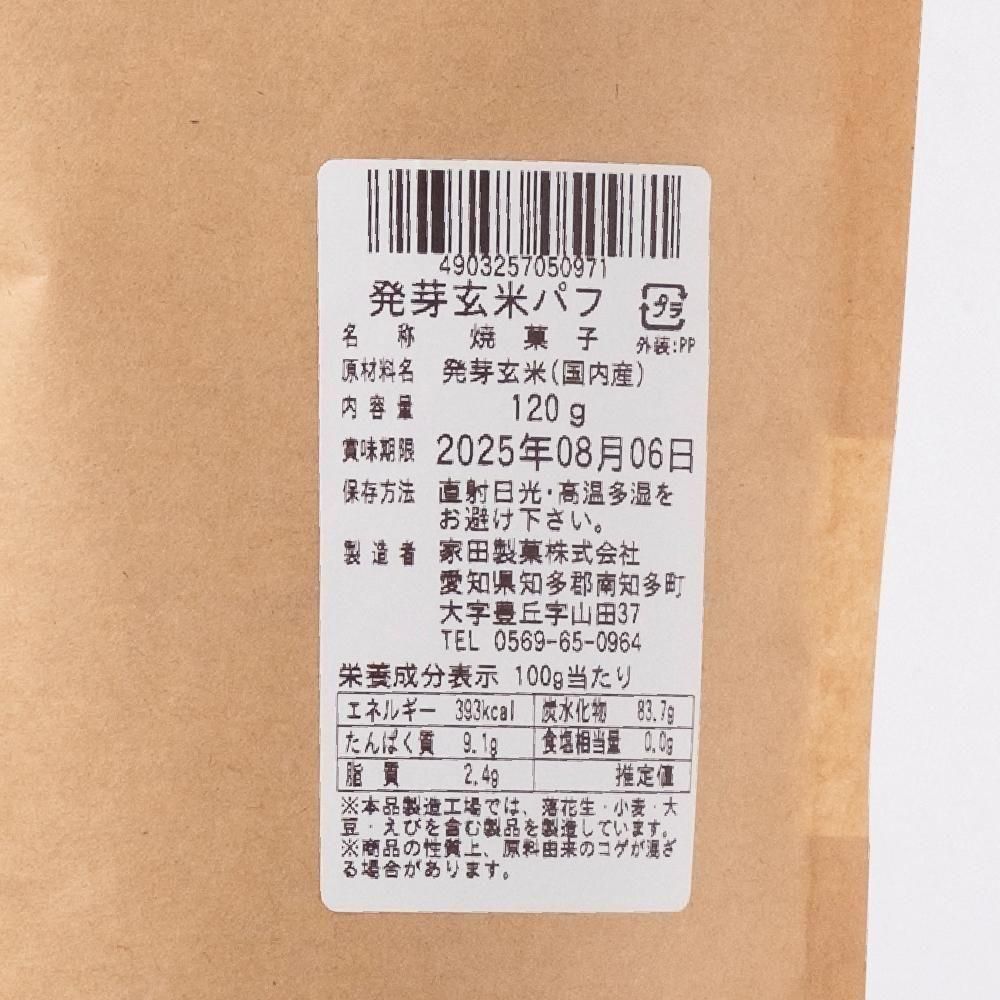 4903257050971
発芽玄米パフ
プラ
外装:PP
名称 焼菓子
原材料名 発芽玄米(国内産)
内容量 120g
賞味期限 2025年08月06日
保存方法 直射日光・高温多湿を
お避け下さい。
製造者 家田製菓株式会社
愛知県知多郡南知多町
大字豊丘字山田37
TEL 0569-65-0964
栄養成分表示 100g当たり
エネルギー 393kcal 炭水化物 83.7g
たんぱく質 9.1g 食塩相当量 0.0g
脂質 2.4g 推定値
※本品製造工場では、落花生・小麦・大
豆・えびを含む製品を製造しています。
※商品の性質上、原料由来のコゲが混ざ
る場合があります。